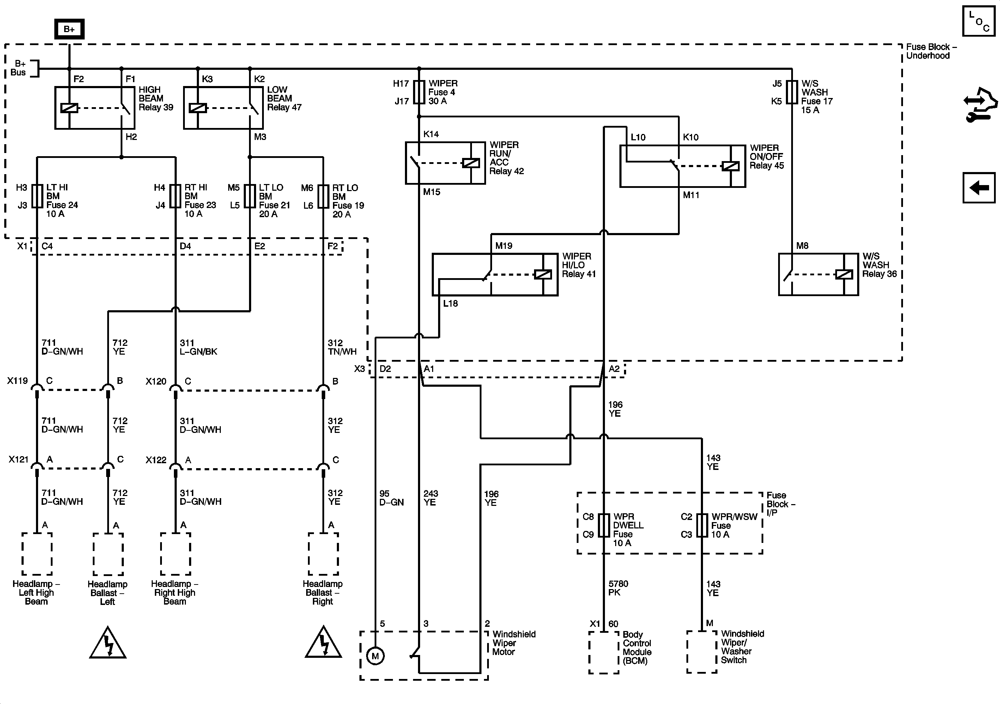 B+
L
O
C
Fuse Block –
Underhood
B+
Bus
F2
F1
HIGH
BEAM
Relay 39
H2
K3
K2
LOW
BEAM
Relay 47
M3
H17
J17
WIPER
Fuse 4
30 A
J5
K5
W/S
WASH
Fuse 17
15 A
K14
WIPER
RUN/
ACC
Relay 42
M15
L10
K10
WIPER
ON/OFF
Relay 45
M11
H3
J3
LT HI
BM
Fuse 24
10 A
H4
J4
RT HI
BM
Fuse 23
10 A
M5
L5
LT LO
BM
Fuse 21
20 A
M6
L6
RT LO
BM
Fuse 19
20 A
X1
C4
D4
E2
F2
M19
WIPER
HI/LO
Relay 41
L18
M8
W/S
WASH
Relay 36
711
D–GN/WH
712
YE
311
L–GN/BK
312
TN/WH
X3
D2
A1
A2
X119
C
B
X120
C
B
196
YE
711
D–GN/WH
712
YE
311
D–GN/WH
312
YE
X121
A
C
X122
A
C
143
YE
711
D–GN/WH
712
YE
311
D–GN/WH
312
YE
95
D–GN
243
YE
196
YE
Fuse
Block –
I/P
C8
C9
WPR
DWELL
Fuse
10 A
C2
C3
WPR/WSW
Fuse
10 A
A
A
A
A
Headlamp –
Left High
Beam
Headlamp
Ballast –
Left
Headlamp –
Right High
Beam
Headlamp
Ballast –
Right
5780
PK
143
YE
5
3
2
Windshield
Wiper
Motor
M
X1
60
Body
Control
Module
(BCM)
M
Windshield
Wiper/
Washer
Switch